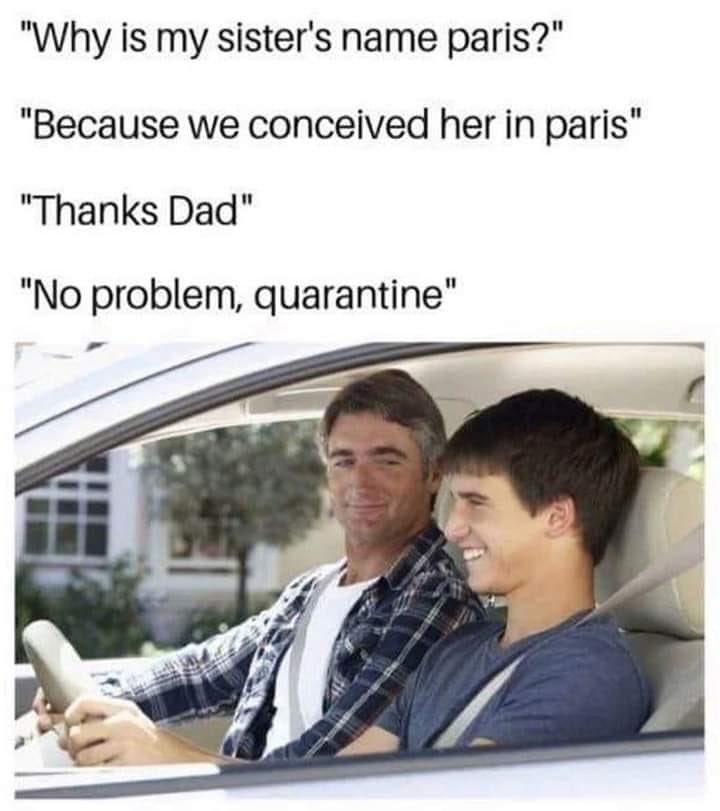 "Why is my sister's name paris?"
"Because we conceived her in paris"
"Thanks Dad"
"No problem, quarantine"